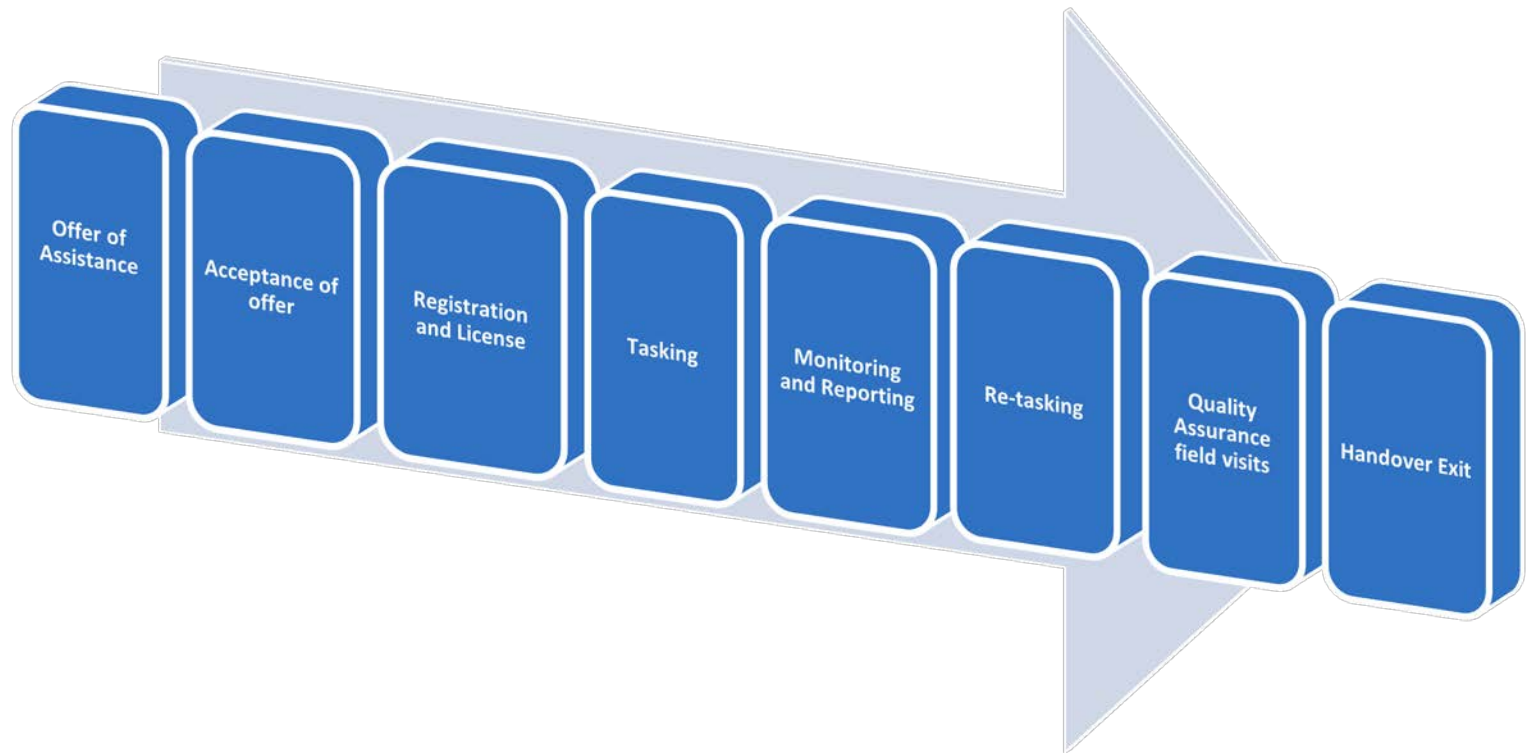 Offer of
Assistance
Acceptance of
offer
Registration
and License
Tasking
Monitoring
and Reporting
Re-tasking
Quality
Assurance
field visits
Handover Exit